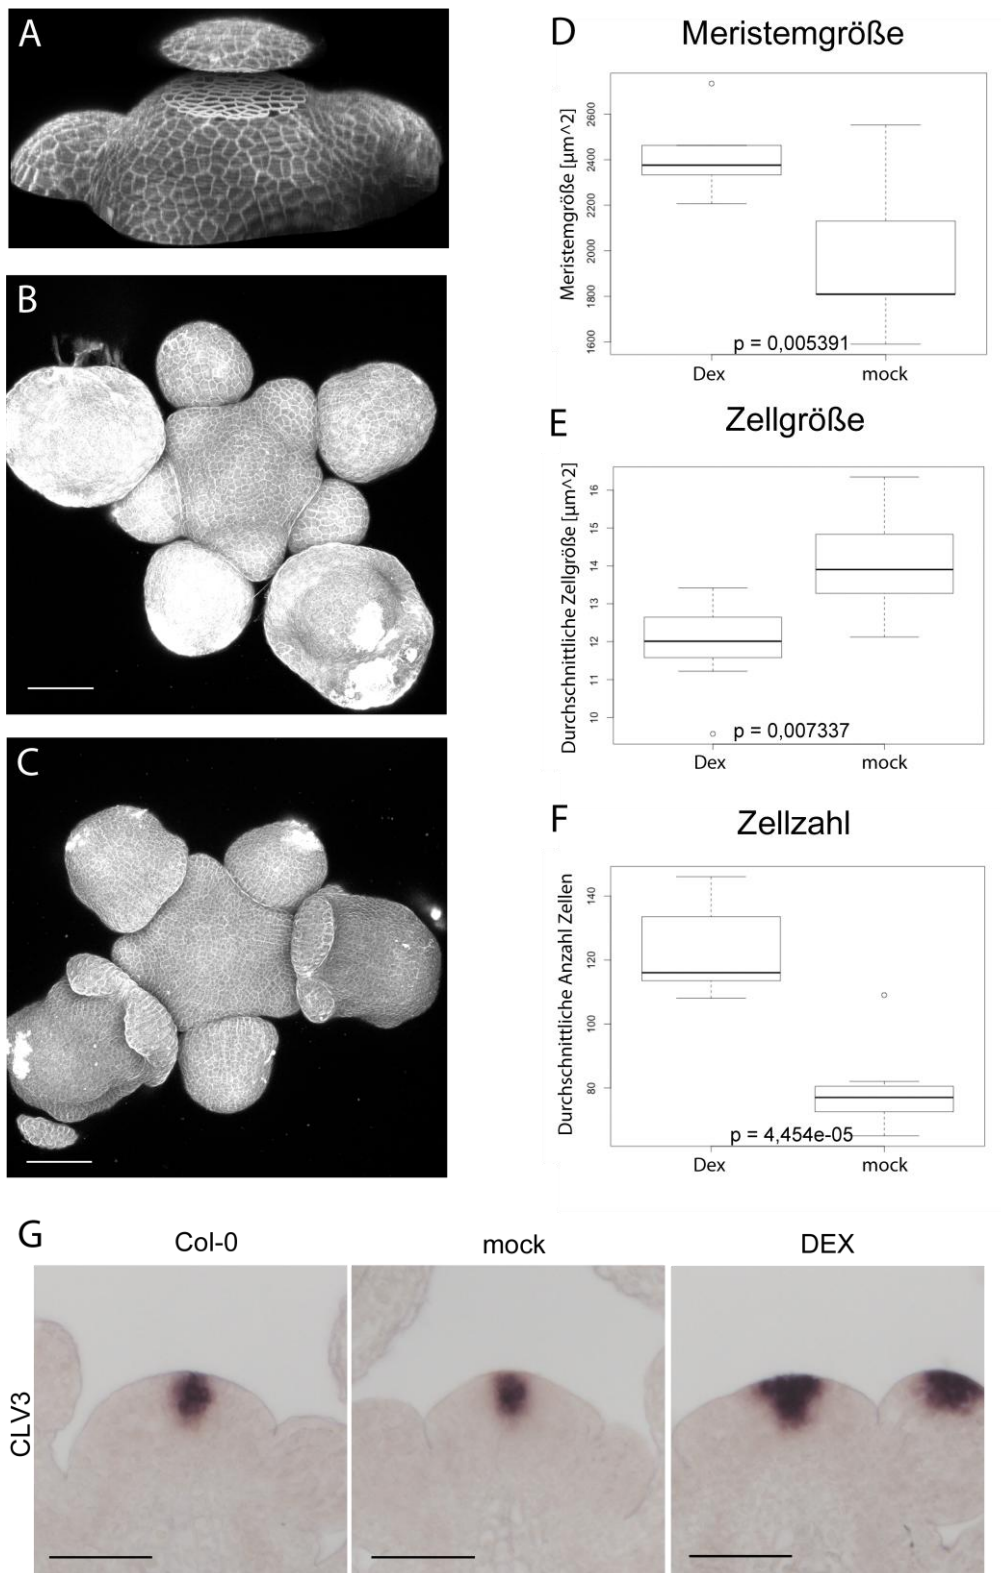 A
B
C
D
Meristemgröße
Meristemgröße [µm^2]
1600
1800
2000
2200
2400
2600
p = 0,005391
Dex
mock
E
Zellgröße
Durchschnittliche Zellgröße [µm^2]
10
11
12
13
14
15
16
p = 0,007337
Dex
mock
F
Zellzahl
Durchschnittliche Anzahl Zellen
80
100
120
140
p = 4,454e-05
Dex
mock
G
Col-0
mock
DEX
CLV3